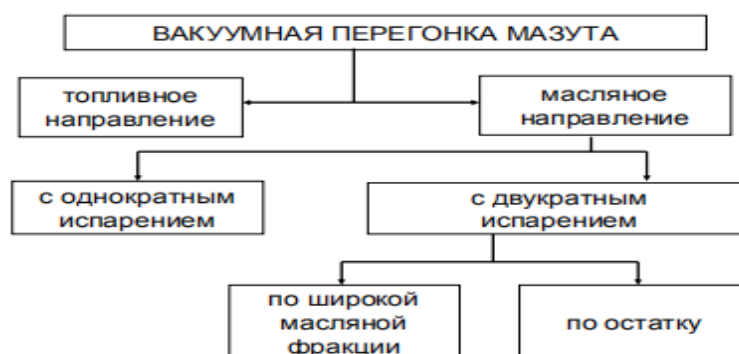 ВАКУУМНАЯ ПЕРЕГОНКА МАЗУТА
топливное
направление
масляное
направление
с однократным
испарением
с двукратным
испарением
по широкой
масляной
фракции
по остатку